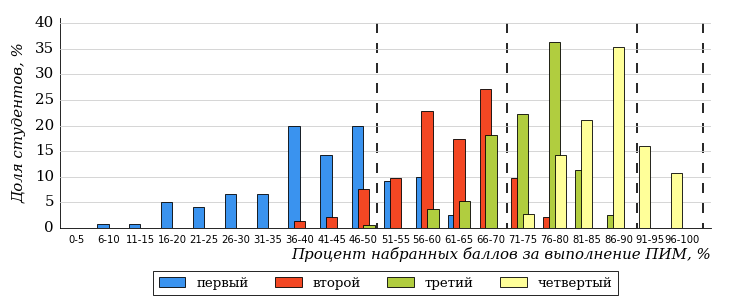 40
35
30
25
20
15
10
5
0
Доля студентов, %
0-5 6-10 11-15 16-20 21-25 26-30 31-35 36-40 41-45 46-50 51-55 56-60 61-65 66-70 71-75 76-80 81-85 86-90 91-95 96-100
Процент набранных баллов за выполнение ПИМ, %
первый второй третий четвертый